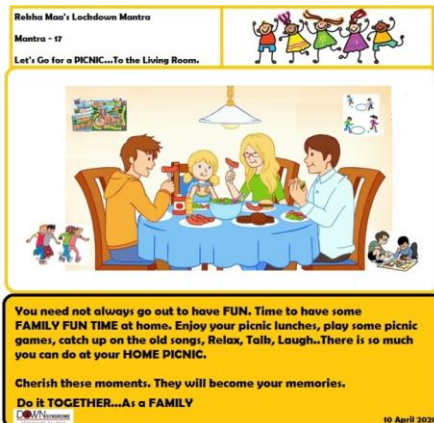 Rekha Maa's Lockdown Mantra
Mantra - 17
Let's Go for a PICNIC...To the Living Room.
You need not always go out to have FUN. Time to have some
FAMILY FUN TIME at home. Enjoy your picnic lunches, play some picnic
games, catch up on the old songs, Relax, Talk, Laugh..There is so much
you can do at your HOME PICNIC.
Cherish these moments. They will become your memories.
Do it TOGETHER...As a FAMILY
DOWN SYNDROME
10 April 2020